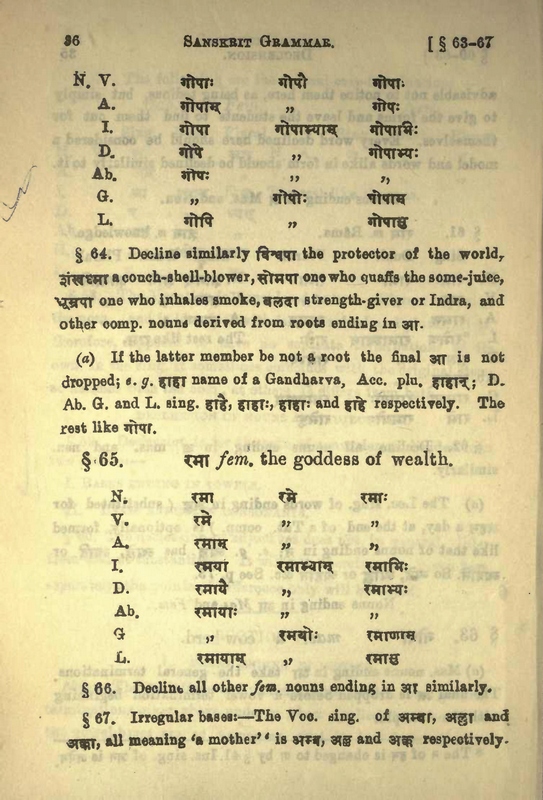 36 SANSKRIT GRAMMAR. [ § 63-67
N. V. गोपाः गोपौ गोपाः
A. गोपाम् „ गोपः
I. गोपा गोपाभ्याम् गोपाभिः
D. गोपे „ गोपाभ्यः
Ab. गोपः „ „
G. „ गोपोः गोपाम्
L. गोपि „ गोपासु
§ 64. Decline similarly विश्वपा the protector of the world,
शंखध्मा a couch-shell-blower, सोमपा one who quaffs the some-juice,
धूम्रपा one who inhales smoke, बलदा strength-giver or Indra, and
other comp. nouns derived from roots ending in आ.
(a) If the latter member be not a root the final आ is not
dropped; e. g. हाहा name of a Gandharva, Acc. plu. हाहान्; D.
Ab. G. and L. sing. हाहै, हाहाः, हाहाः and हाहे respectively. The
rest like गोपा.
§ 65. रमा fem. the goddess of wealth.
N. रमा रमे रमाः
V. रमे „ „
A. रमाम् „ „
I. रमया रमाभ्याम् रमाभिः
D. रमायै „ रमाभ्यः
Ab. रमायाः „ „
G „ रमयोः रमाणाम्
L. रमायाम् „ रमासु
§ 66. Decline all other fem. nouns ending in आ similarly.
§ 67. Irregular bases:—The Voc. sing. of अम्बा, अल्ला and
अक्का, all meaning 'a mother'' is अम्ब, अल्ल and अक्क respectively.